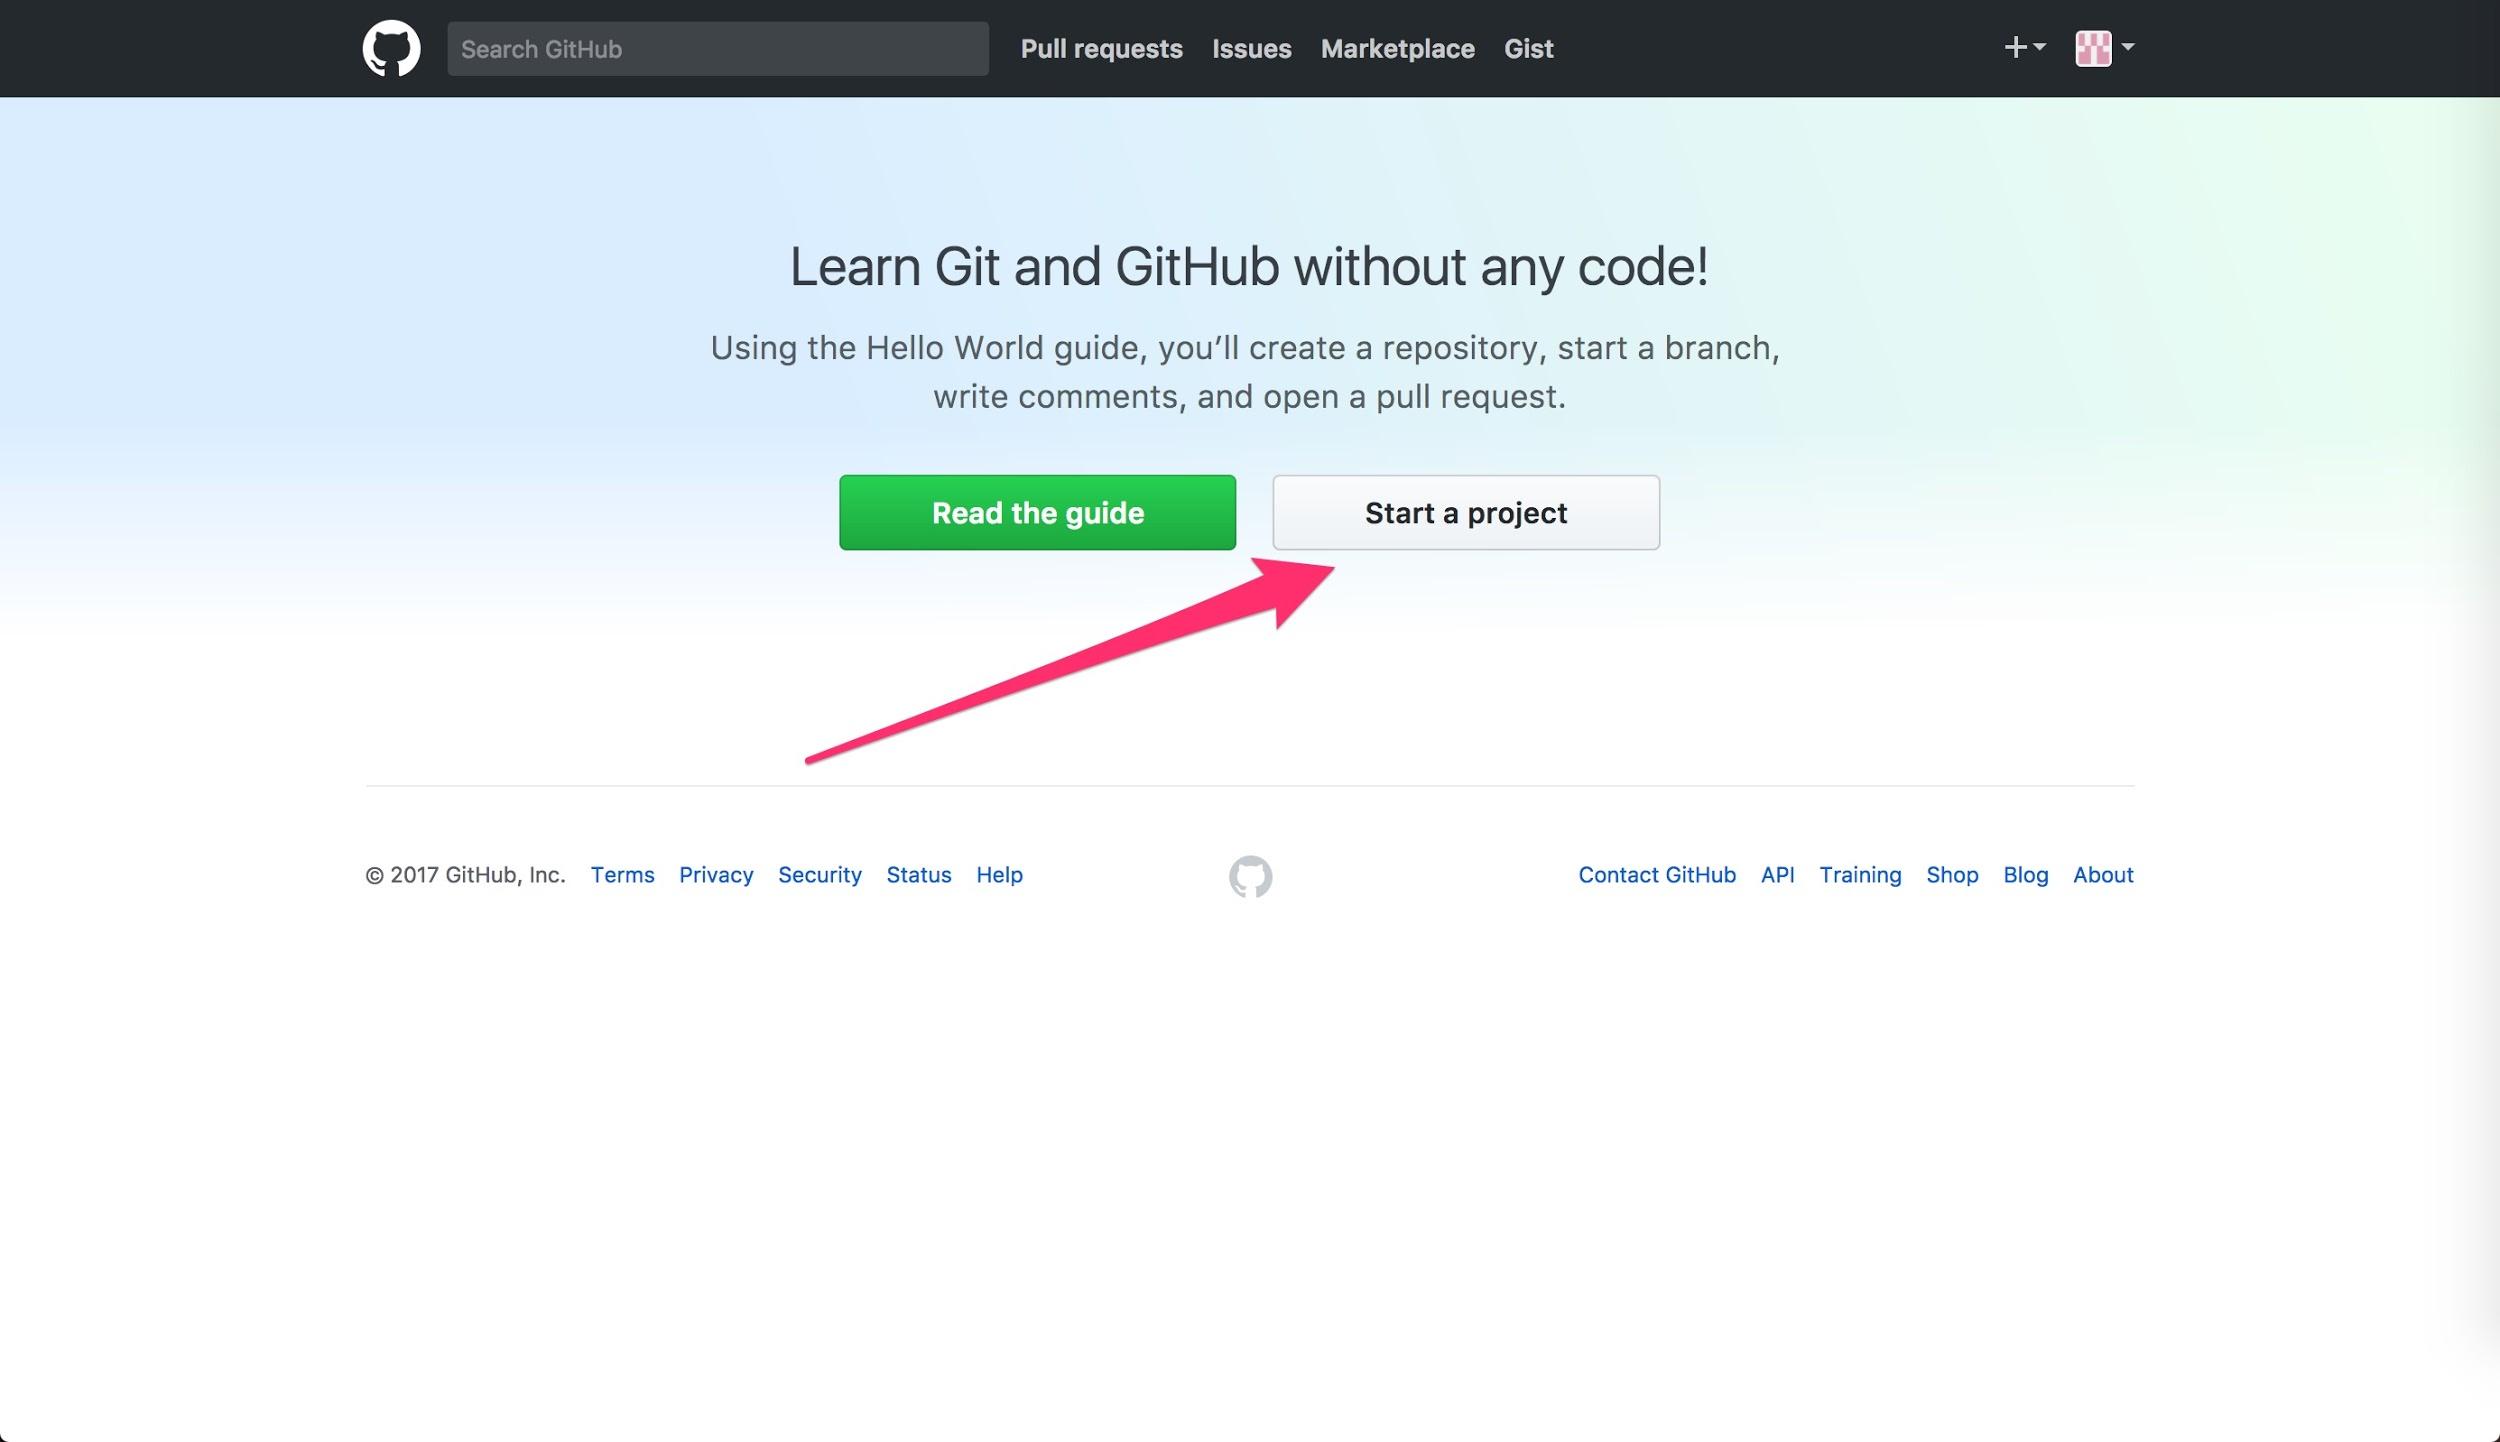 Search GitHub
Pull requests
Issues
Marketplace
Gist
Learn Git and GitHub without any code!
Using the Hello World guide, you’ll create a repository, start a branch,
write comments, and open a pull request.
Read the guide
Start a project
© 2017 GitHub, Inc.
Terms
Privacy
Security
Status
Help
Contact GitHub
API
Training
Shop
Blog
About